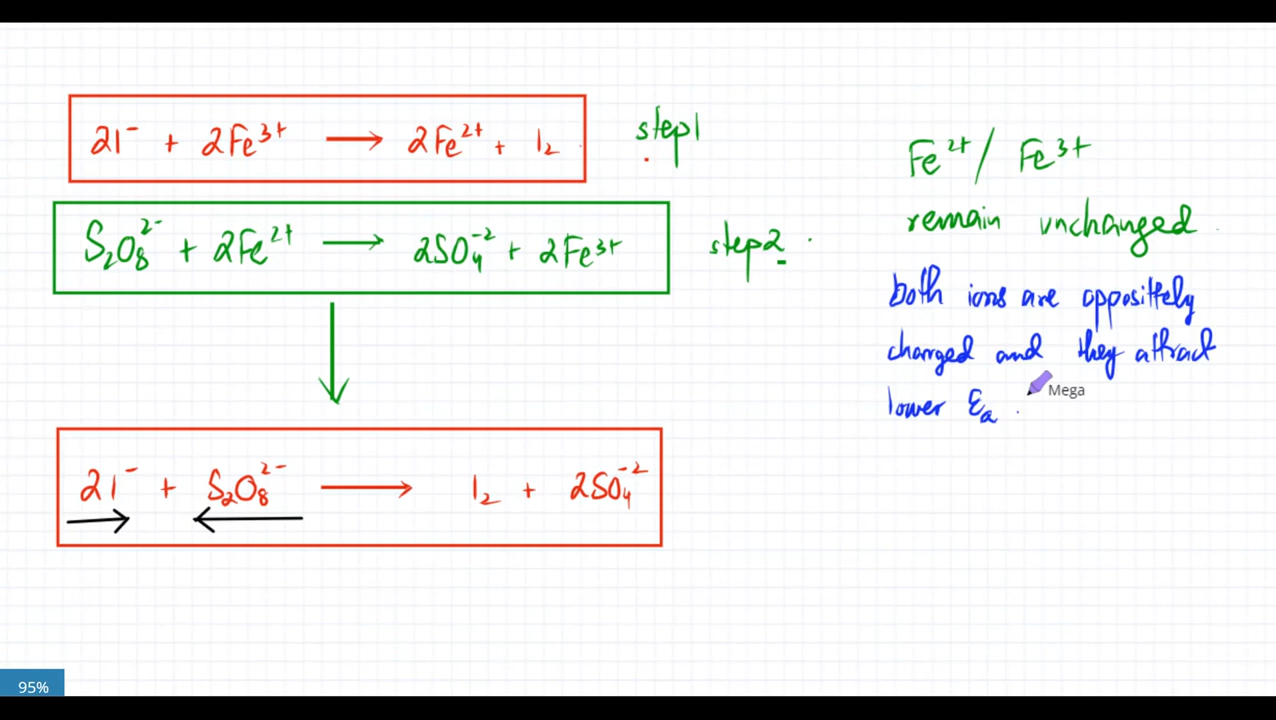 2I⁻ + 2Fe³⁺ ⟶ 2Fe²⁺ + I₂
step1
S₂O₈²⁻ + 2Fe²⁺ ⟶ 2SO₄⁻² + 2Fe³⁺
step2
Fe²⁺/ Fe³⁺
remain unchanged
both ions are oppositely
charged and they attract
lower Ea
Mega
2I⁻ + S₂O₈²⁻ ⟶ I₂ + 2SO₄⁻²
95%